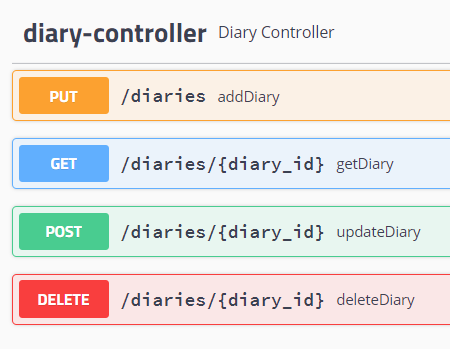 diary-controller Diary Controller
PUT /diaries addDiary
GET /diaries/{diary_id} getDiary
POST /diaries/{diary_id} updateDiary
DELETE /diaries/{diary_id} deleteDiary